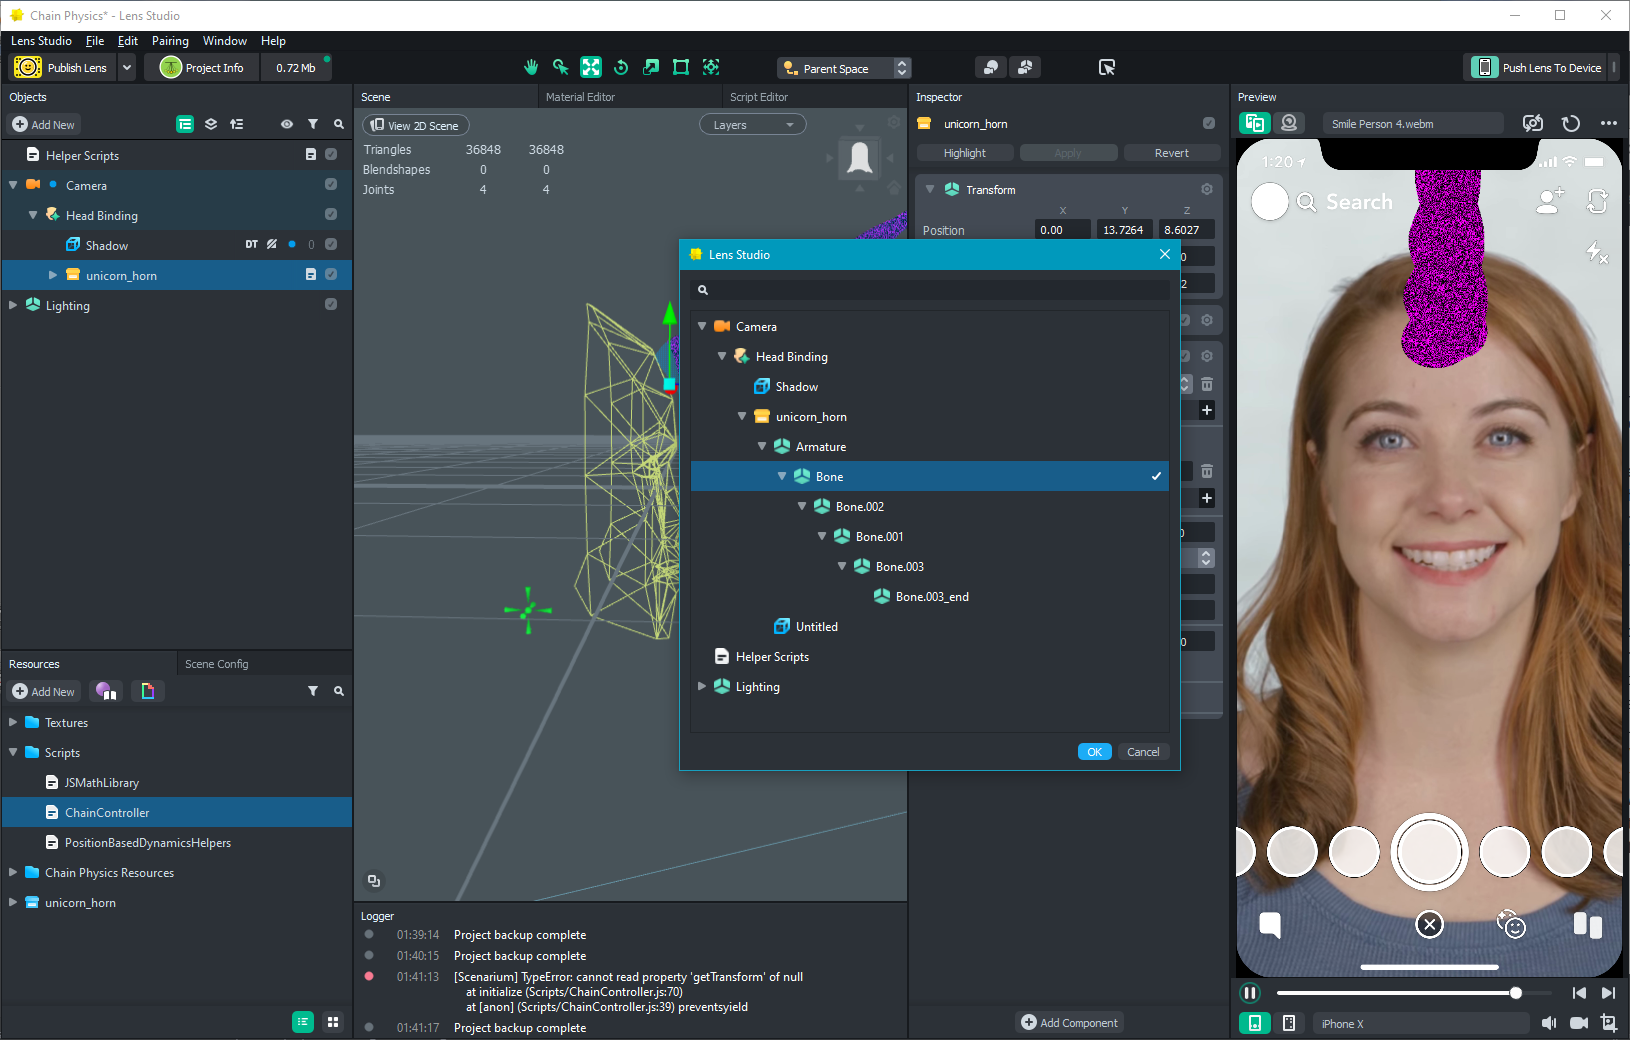 Chain Physics* - Lens Studio
Lens Studio File Edit Pairing Window Help
Publish Lens Project Info 0.72 Mb Parent Space Push Lens To Device
Objects
Add New
Helper Scripts
Camera
Head Binding
Shadow DT 0
unicorn_horn
Lighting
Resources Scene Config
Add New
Textures
Scripts
JSMathLibrary
ChainController
PositionBasedDynamicsHelpers
Chain Physics Resources
unicorn_horn
Scene Material Editor Script Editor
View 2D Scene Layers
Triangles 36848 36848
Blendshapes 0 0
Joints 4 4
Logger
01:39:14 Project backup complete
01:40:15 Project backup complete
01:41:13 [Scenarium] TypeError: cannot read property 'getTransform' of null
at initialize (Scripts/ChainController.js:70)
at [anon] (Scripts/ChainController.js:39) preventsyield
01:41:17 Project backup complete
Lens Studio
Camera
Head Binding
Shadow
unicorn_horn
Armature
Bone
Bone.002
Bone.001
Bone.003
Bone.003_end
Untitled
Helper Scripts
Lighting
OK Cancel
Inspector
unicorn_horn
Highlight Apply Revert
Transform
X Y Z
Position 0.00 13.7264 8.6027
0
2
0
0
Add Component
Preview
Smile Person 4.webm
1:20
Search
iPhone X